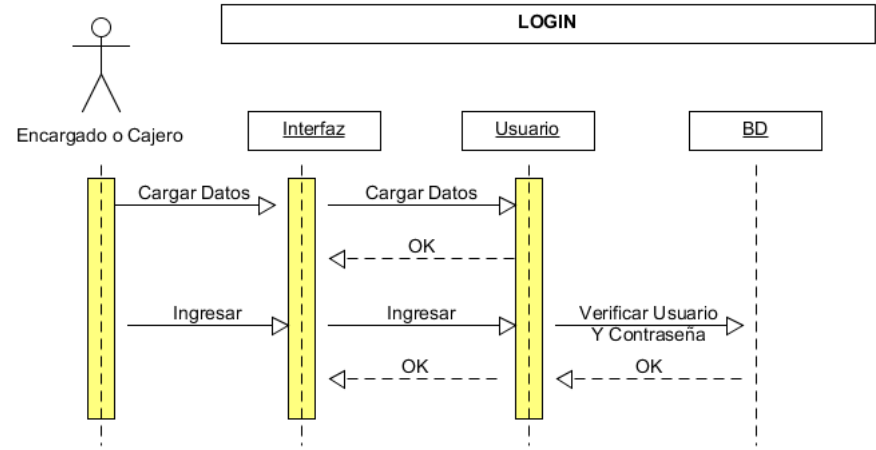 LOGIN
Encargado o Cajero
Interfaz
Usuario
BD
Cargar Datos
Cargar Datos
OK
Ingresar
Ingresar
Verificar Usuario
Y Contraseña
OK
OK